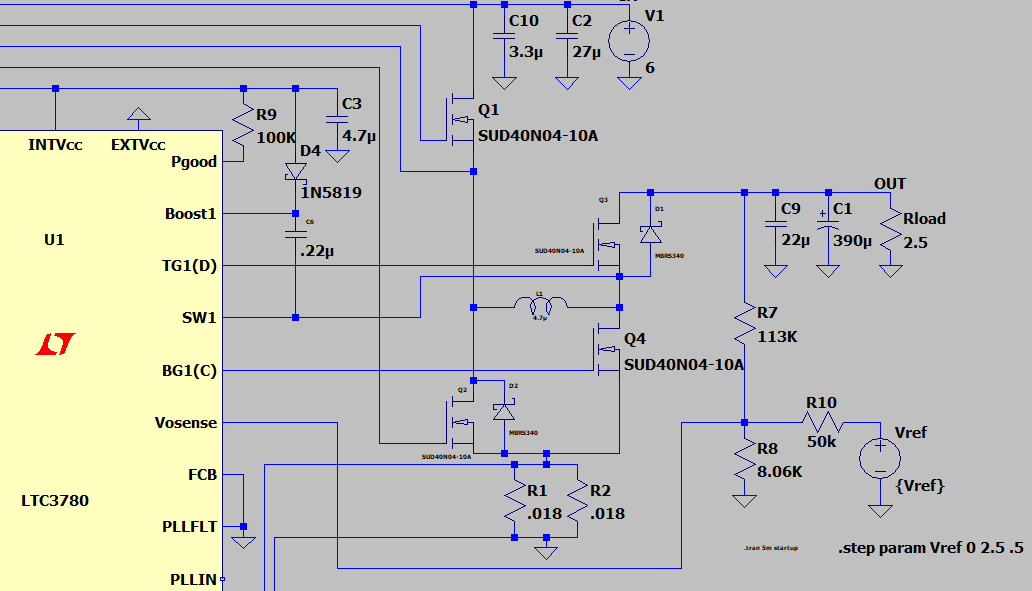 V1
C10
C2
3.3µ
27µ
6
C3
R9
Q1
100K
4.7µ
SUD40N04-10A
INTVcc
EXTVcc
D4
Pgood
1N5819
OUT
Q3
D1
C9
C1
Boost1
C6
Rload
U1
.22µ
22µ
390µ
2.5
SUD40N04-10A
MBRS340
TG1(D)
L1
SW1
4.7µ
R7
113K
Q4
BG1(C)
SUD40N04-10A
Q2
D2
R10
Vosense
50k
Vref
MBRS340
SUD40N04-10A
R8
FCB
8.06K
{Vref}
R1
R2
LTC3780
.018
.018
PLLFLT
.tran 5m startup
.step param Vref 0 2.5 .5
PLLIN